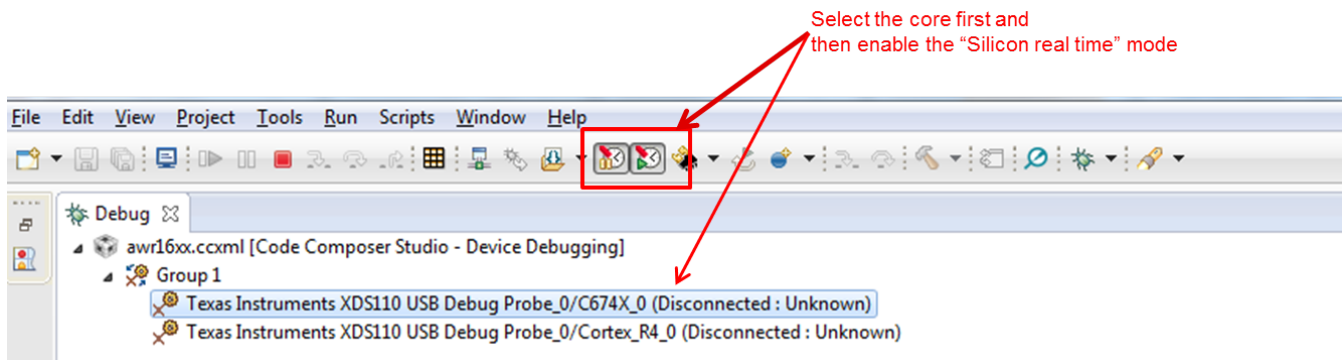 Select the core first and
then enable the “Silicon real time” mode
File Edit View Project Tools Run Scripts Window Help
Debug
awr16xx.ccxml [Code Composer Studio - Device Debugging]
Group 1
Texas Instruments XDS110 USB Debug Probe_0/C674X_0 (Disconnected : Unknown)
Texas Instruments XDS110 USB Debug Probe_0/Cortex_R4_0 (Disconnected : Unknown)